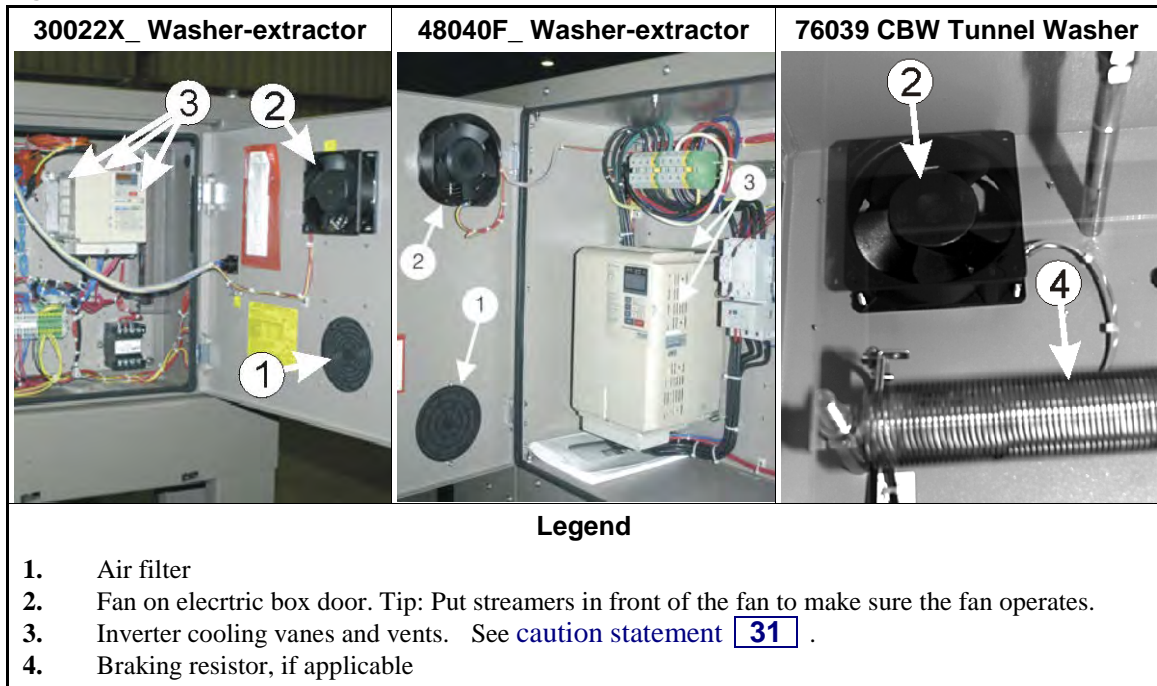 30022X_ Washer-extractor
48040F_ Washer-extractor
76039 CBW Tunnel Washer
3
2
1
2
1
3
2
4
Legend
1. Air filter
2. Fan on elecrtric box door. Tip: Put streamers in front of the fan to make sure the fan operates.
3. Inverter cooling vanes and vents. See caution statement 31 .
4. Braking resistor, if applicable